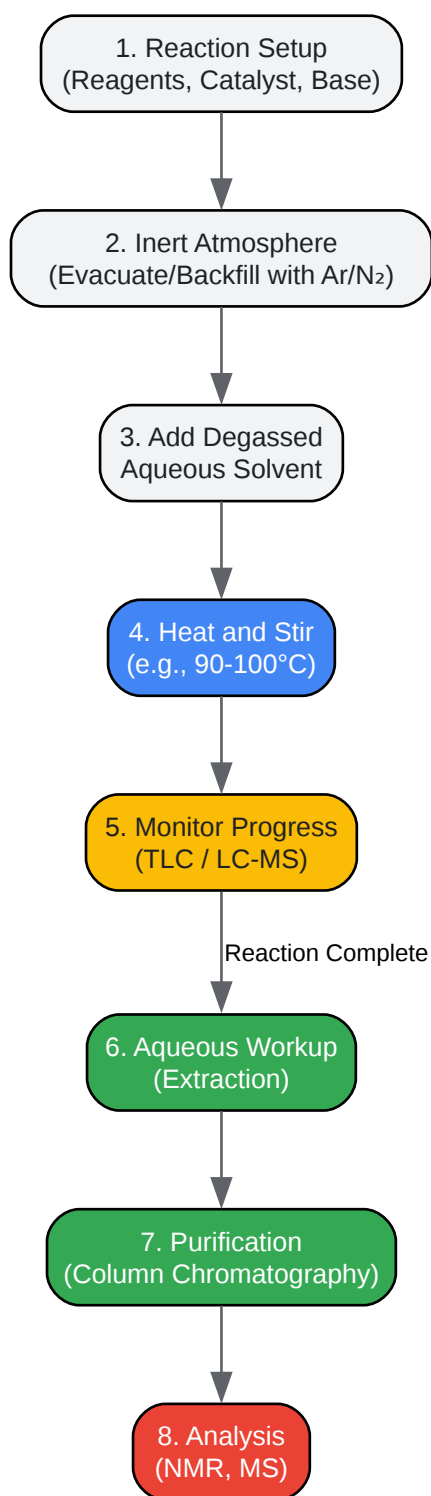 1. Reaction Setup
(Reagents, Catalyst, Base)
2. Inert Atmosphere
(Evacuate/Backfill with Ar/N₂)
3. Add Degassed
Aqueous Solvent
4. Heat and Stir
(e.g., 90-100°C)
5. Monitor Progress
(TLC / LC-MS)
Reaction Complete
6. Aqueous Workup
(Extraction)
7. Purification
(Column Chromatography)
8. Analysis
(NMR, MS)